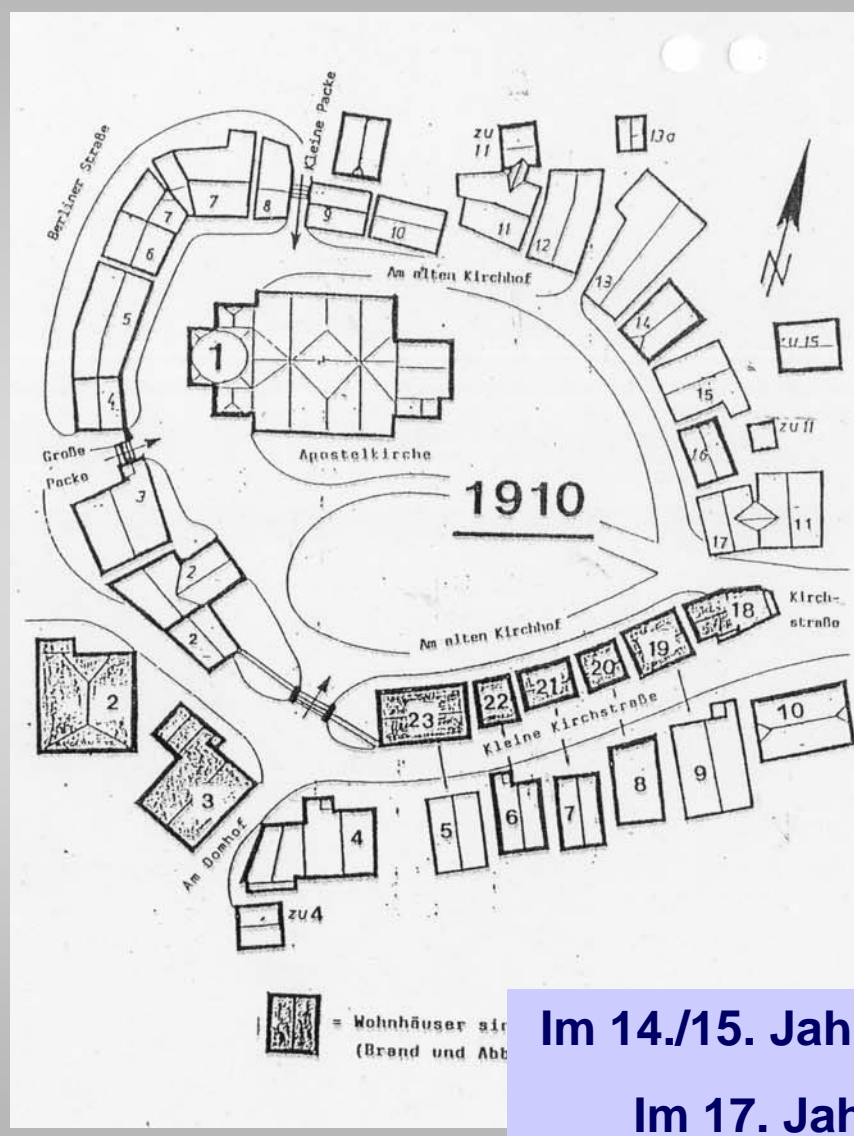 Kleine Packe
Berliner Straße
zu
11
13a
7
7
8
9
10
11
12
6
13
5
Am alten Kirchhof
N
14
zu 15
1
15
4
zu 11
Große
Packe
Apostelkirche
16
3
1910
17
11
2
2
Am alten Kirchhof
18
Kirch-
straße
19
20
21
22
23
2
Kleine Kirchstraße
10
3
9
8
7
6
5
4
Am Domhof
zu 4
= Wohnhäuser sin
(Brand und Abb
Im 14./15. Jah
Im 17. Jah